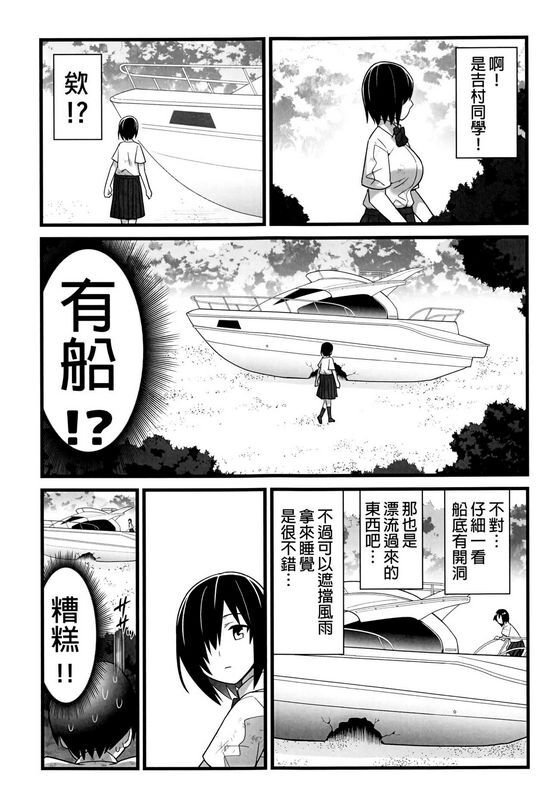 啊！
是吉村同學！
欸!?
有船!?
不對⋯
仔細一看
船底有開洞
那也是
漂流過來的
東西吧⋯
不過可以遮擋風雨
拿來睡覺
是很不錯⋯
ザザ
糟糕!!